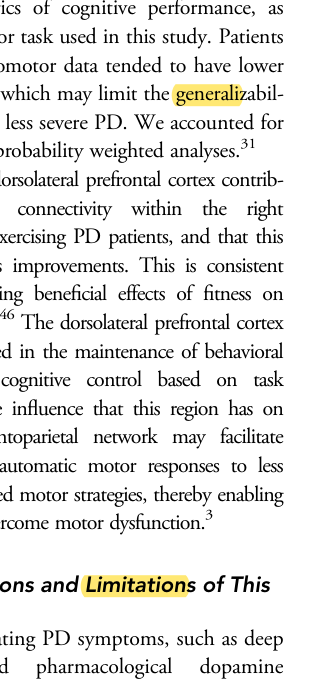 rics of cognitive performance, as
or task used in this study. Patients
omotor data tended to have lower
which may limit the generalizabil-
less severe PD. We accounted for
probability weighted analyses.31
dorsolateral prefrontal cortex contrib-
connectivity within the right
xercising PD patients, and that this
s improvements. This is consistent
ing beneficial effects of fitness on
46 The dorsolateral prefrontal cortex
ed in the maintenance of behavioral
cognitive control based on task
e influence that this region has on
ntoparietal network may facilitate
automatic motor responses to less
ed motor strategies, thereby enabling
ercome motor dysfunction.3
ons and Limitations of This
ating PD symptoms, such as deep
d pharmacological dopamine